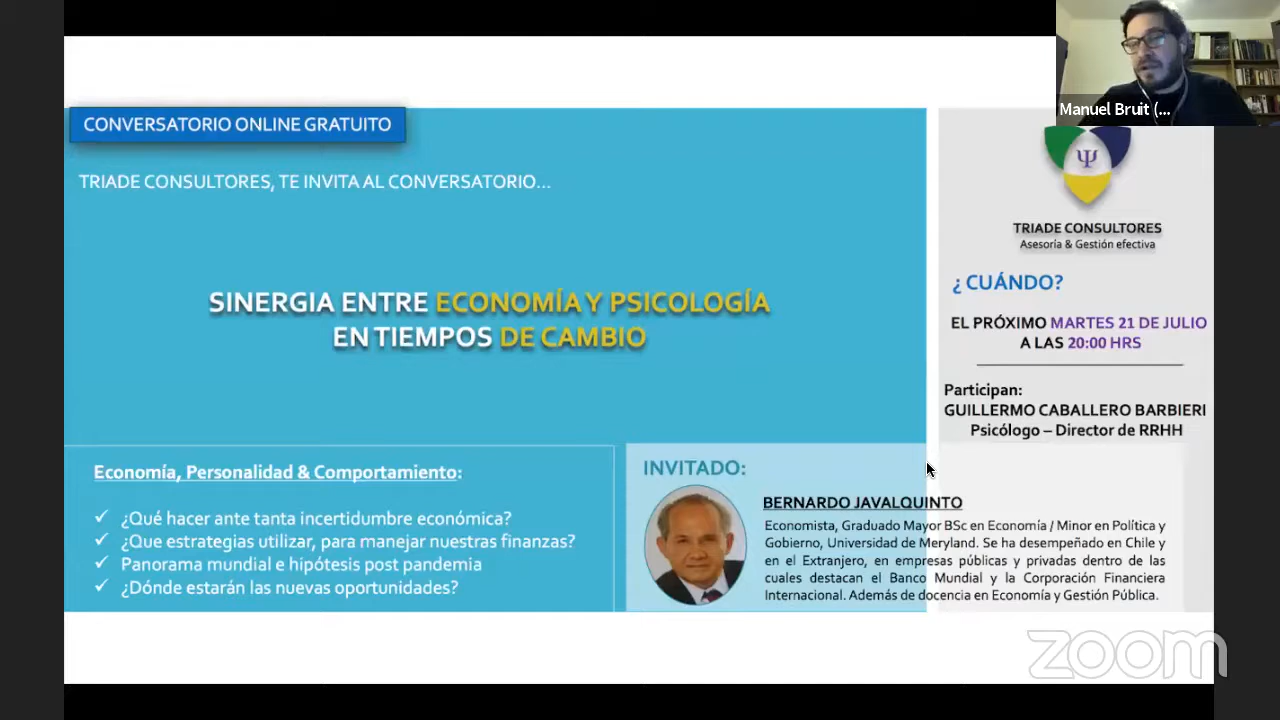 CONVERSATORIO ONLINE GRATUITO
TRIADE CONSULTORES, TE INVITA AL CONVERSATORIO...
SINERGIA ENTRE ECONOMÍA Y PSICOLOGÍA
EN TIEMPOS DE CAMBIO
Economía, Personalidad & Comportamiento:
✓ ¿Qué hacer ante tanta incertidumbre económica?
✓ ¿Que estrategias utilizar, para manejar nuestras finanzas?
✓ Panorama mundial e hipótesis post pandemia
✓ ¿Dónde estarán las nuevas oportunidades?
INVITADO:
BERNARDO JAVALQUINTO
Economista, Graduado Mayor BSc en Economía / Minor en Política y
Gobierno, Universidad de Meryland. Se ha desempeñado en Chile y
en el Extranjero, en empresas públicas y privadas dentro de las
cuales destacan el Banco Mundial y la Corporación Financiera
Internacional. Además de docencia en Economía y Gestión Pública.
Manuel Bruit (...
Ψ
TRIADE CONSULTORES
Asesoría & Gestión efectiva
¿ CUÁNDO?
EL PRÓXIMO MARTES 21 DE JULIO
A LAS 20:00 HRS
Participan:
GUILLERMO CABALLERO BARBIERI
Psicólogo – Director de RRHH
zoom